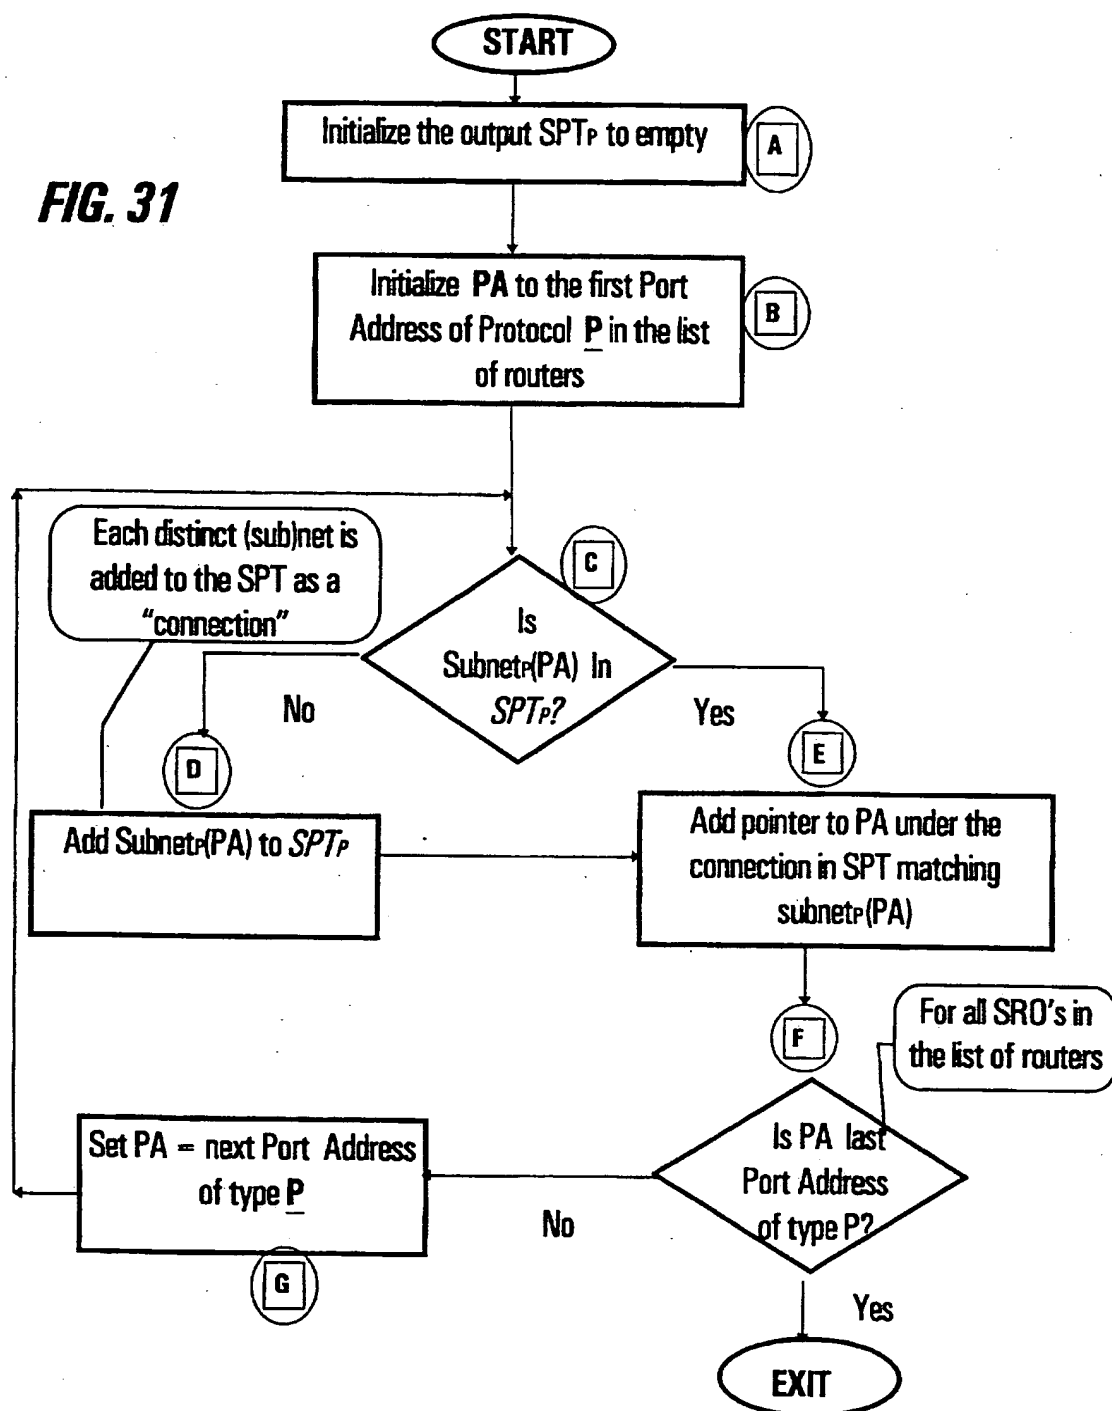 START
Initialize the output SPTP to empty
A
FIG. 31
Initialize PA to the first Port
Address of Protocol P in the list
of routers
B
Each distinct (sub)net is
added to the SPT as a
"connection"
C
Is
SubnetP(PA) In
SPTP?
No
Yes
D
E
Add SubnetP(PA) to SPTP
Add pointer to PA under the
connection in SPT matching
subnetP(PA)
F
For all SRO's in
the list of routers
Set PA = next Port Address
of type P
Is PA last
Port Address
of type P?
No
G
Yes
EXIT